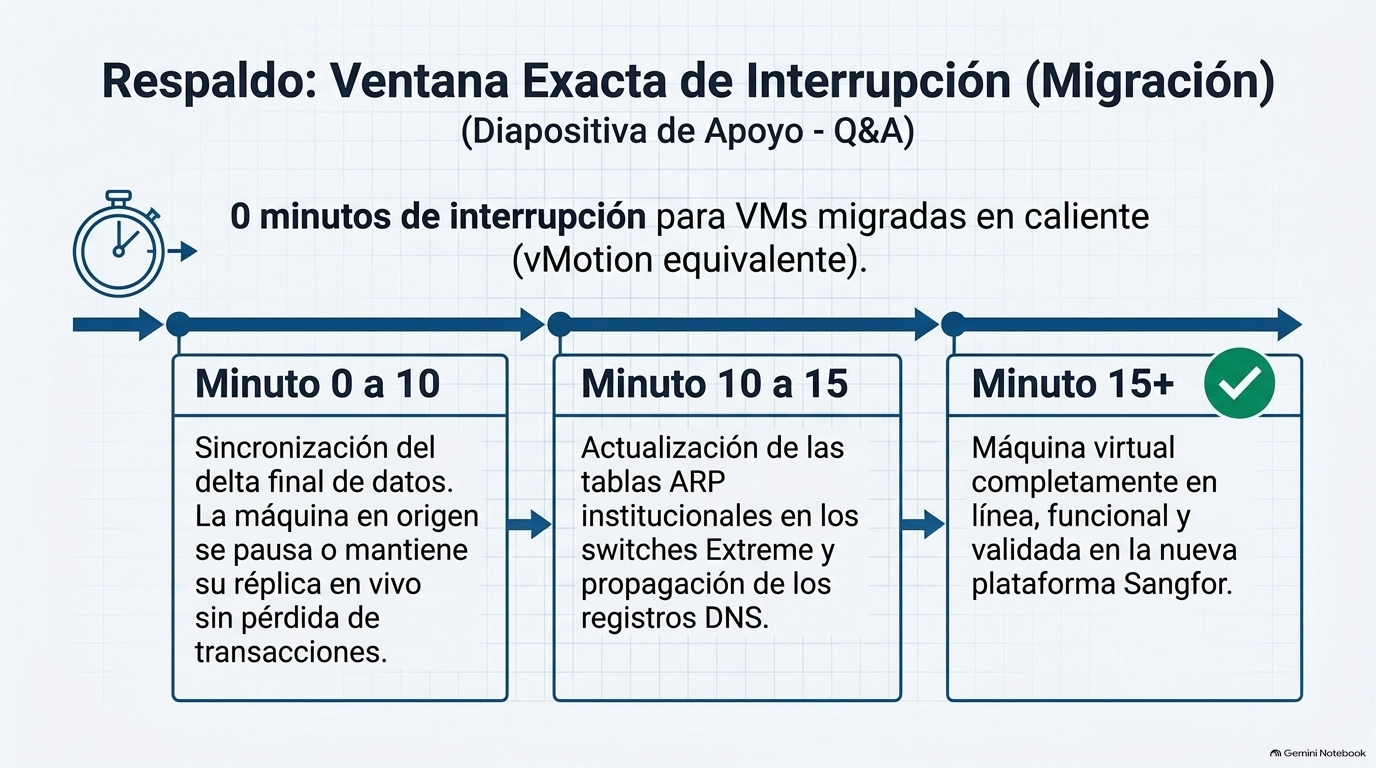 Respaldo: Ventana Exacta de Interrupción (Migración)
(Diapositiva de Apoyo - Q&A)
0 minutos de interrupción para VMs migradas en caliente
(vMotion equivalente).
Minuto 0 a 10
Sincronización del
delta final de datos.
La máquina en origen
se pausa o mantiene
su réplica en vivo
sin pérdida de
transacciones.
Minuto 10 a 15
Actualización de las
tablas ARP
institucionales en los
switches Extreme y
propagación de los
registros DNS.
Minuto 15+
Máquina virtual
completamente en
línea, funcional y
validada en la nueva
plataforma Sangfor.
Gemini Notebook